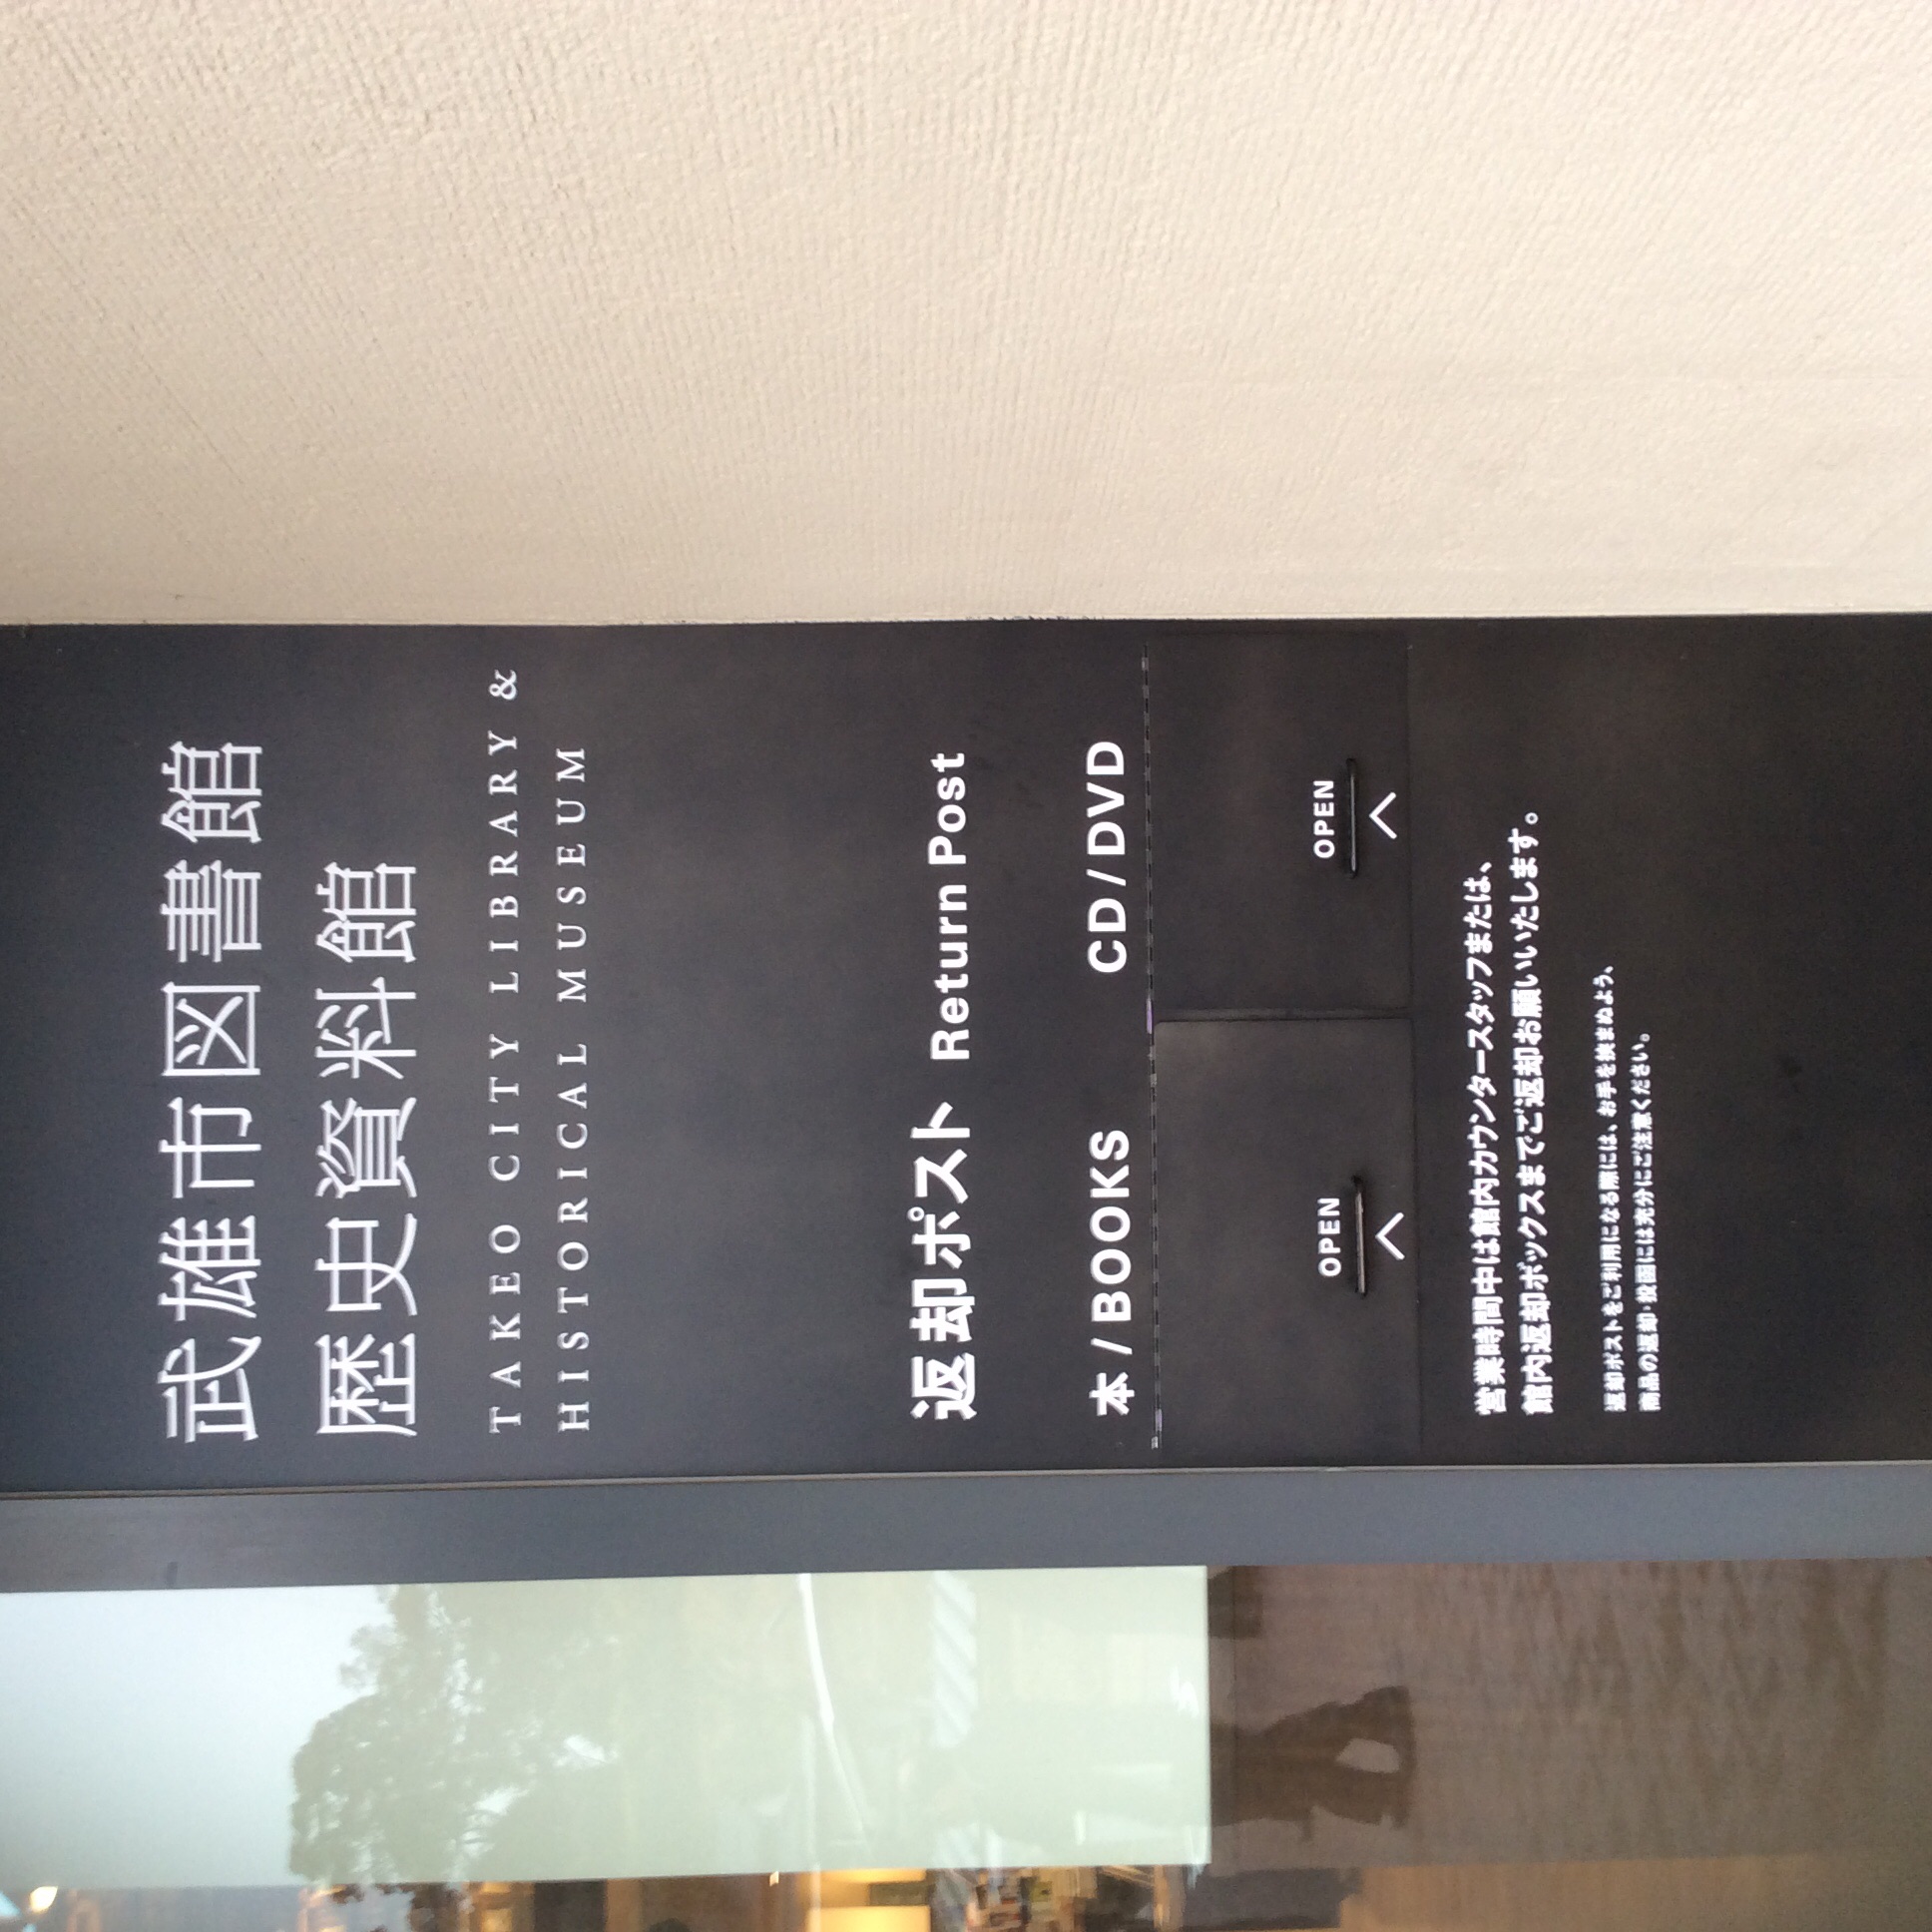 武雄市図書館
歴史資料館
TAKEO CITY LIBRARY &
HISTORICAL MUSEUM
返却ポスト Return Post
本 / BOOKS
CD / DVD
OPEN
OPEN
営業時間中は館内カウンタースタッフまたは、
館内返却ボックスまでご返却お願いいたします。
返却ポストをご利用になる際には、お手を挟まぬよう、
商品の返却・投函には充分にご注意ください。